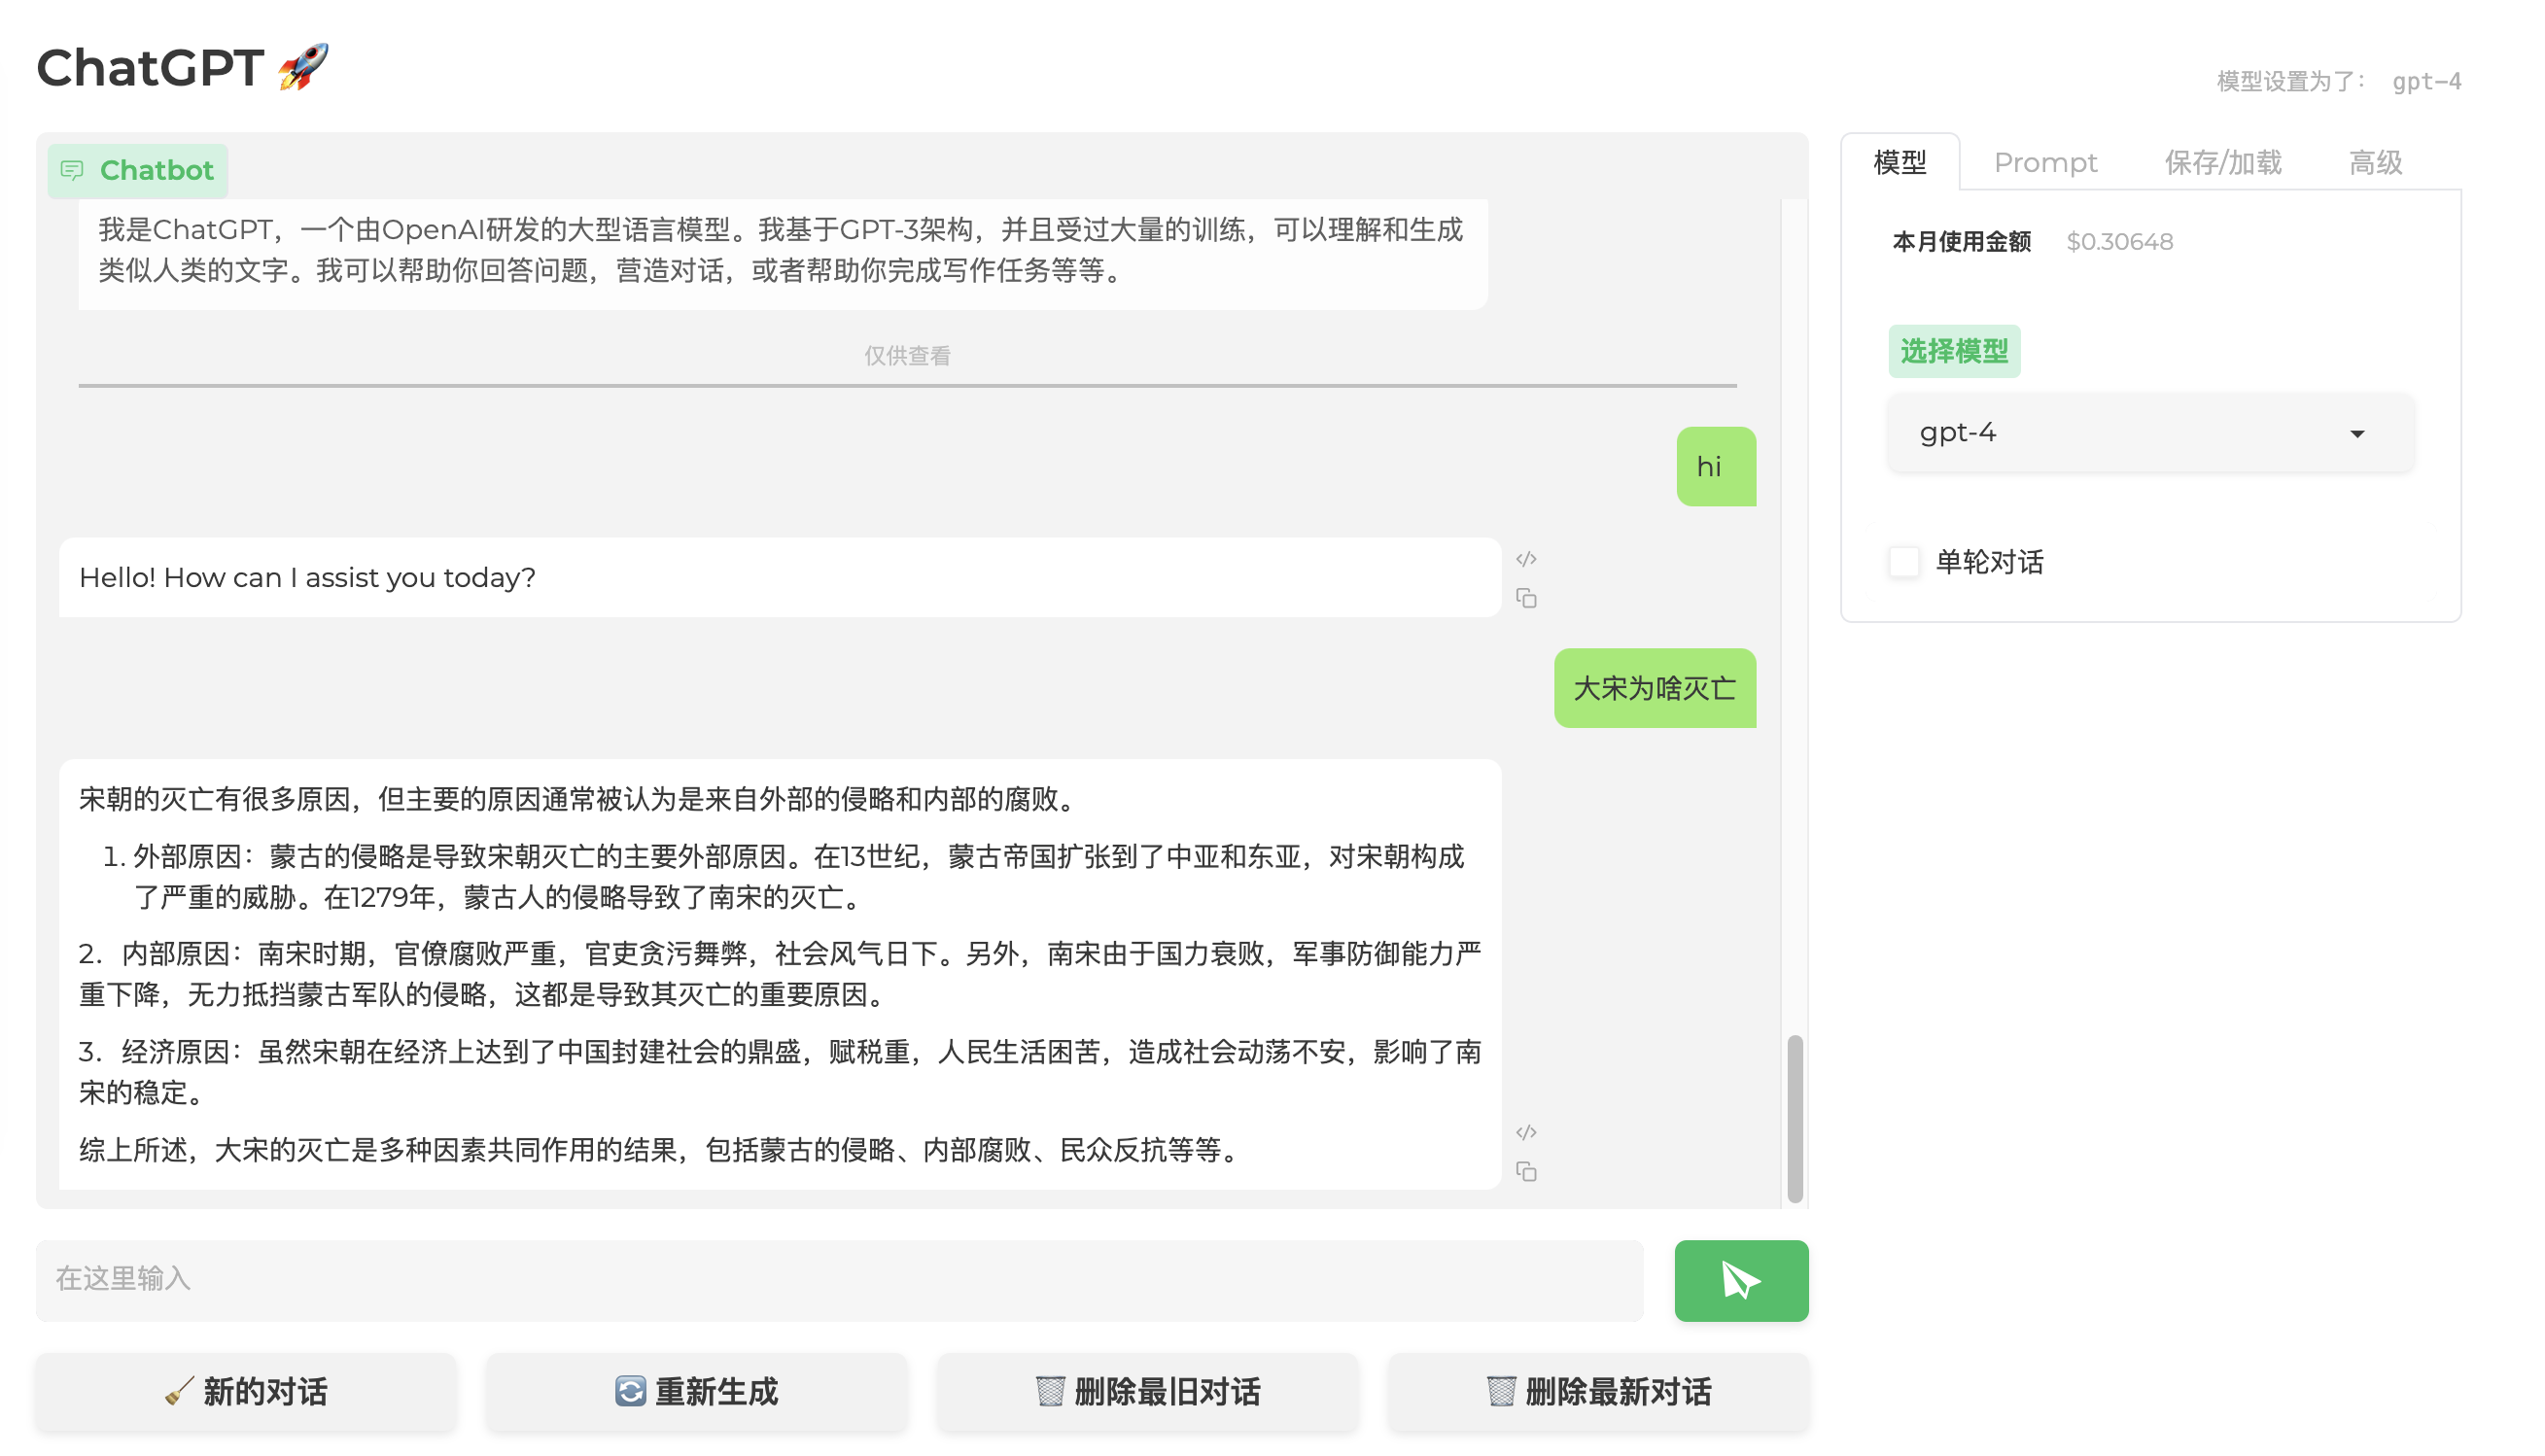 ChatGPT 🚀
模型设置为了： gpt-4
Chatbot
我是ChatGPT，一个由OpenAI研发的大型语言模型。我基于GPT-3架构，并且受过大量的训练，可以理解和生成
类似人类的文字。我可以帮助你回答问题，营造对话，或者帮助你完成写作任务等等。
仅供查看
hi
Hello! How can I assist you today?
大宋为啥灭亡
宋朝的灭亡有很多原因，但主要的原因通常被认为是来自外部的侵略和内部的腐败。
1. 外部原因：蒙古的侵略是导致宋朝灭亡的主要外部原因。在13世纪，蒙古帝国扩张到了中亚和东亚，对宋朝构成
了严重的威胁。在1279年，蒙古人的侵略导致了南宋的灭亡。
2. 内部原因：南宋时期，官僚腐败严重，官吏贪污舞弊，社会风气日下。另外，南宋由于国力衰败，军事防御能力严
重下降，无力抵挡蒙古军队的侵略，这都是导致其灭亡的重要原因。
3. 经济原因：虽然宋朝在经济上达到了中国封建社会的鼎盛，赋税重，人民生活困苦，造成社会动荡不安，影响了南
宋的稳定。
综上所述，大宋的灭亡是多种因素共同作用的结果，包括蒙古的侵略、内部腐败、民众反抗等等。
在这里输入
🧹 新的对话
🔄 重新生成
🗑️ 删除最旧对话
🗑️ 删除最新对话
模型
Prompt
保存/加载
高级
本月使用金额 $0.30648
选择模型
gpt-4
单轮对话